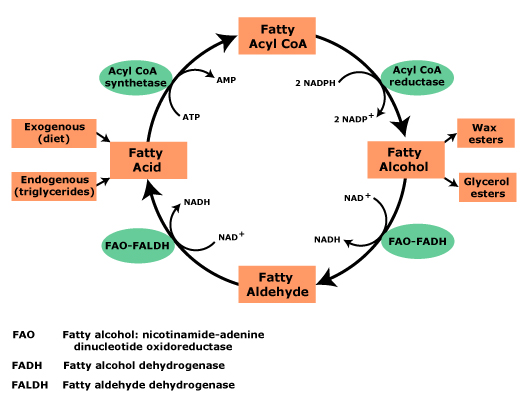 Fatty
Acyl CoA
Acyl CoA
synthetase
AMP
ATP
2 NADPH
2 NADP+
Acyl CoA
reductase
Exogenous
(diet)
Endogenous
(triglycerides)
Fatty
Acid
Fatty
Alcohol
Wax
esters
Glycerol
esters
NADH
NAD+
FAO-FALDH
NAD+
NADH
FAO-FADH
Fatty
Aldehyde
FAO Fatty alcohol: nicotinamide-adenine
dinucleotide oxidoreductase
FADH Fatty alcohol dehydrogenase
FALDH Fatty aldehyde dehydrogenase